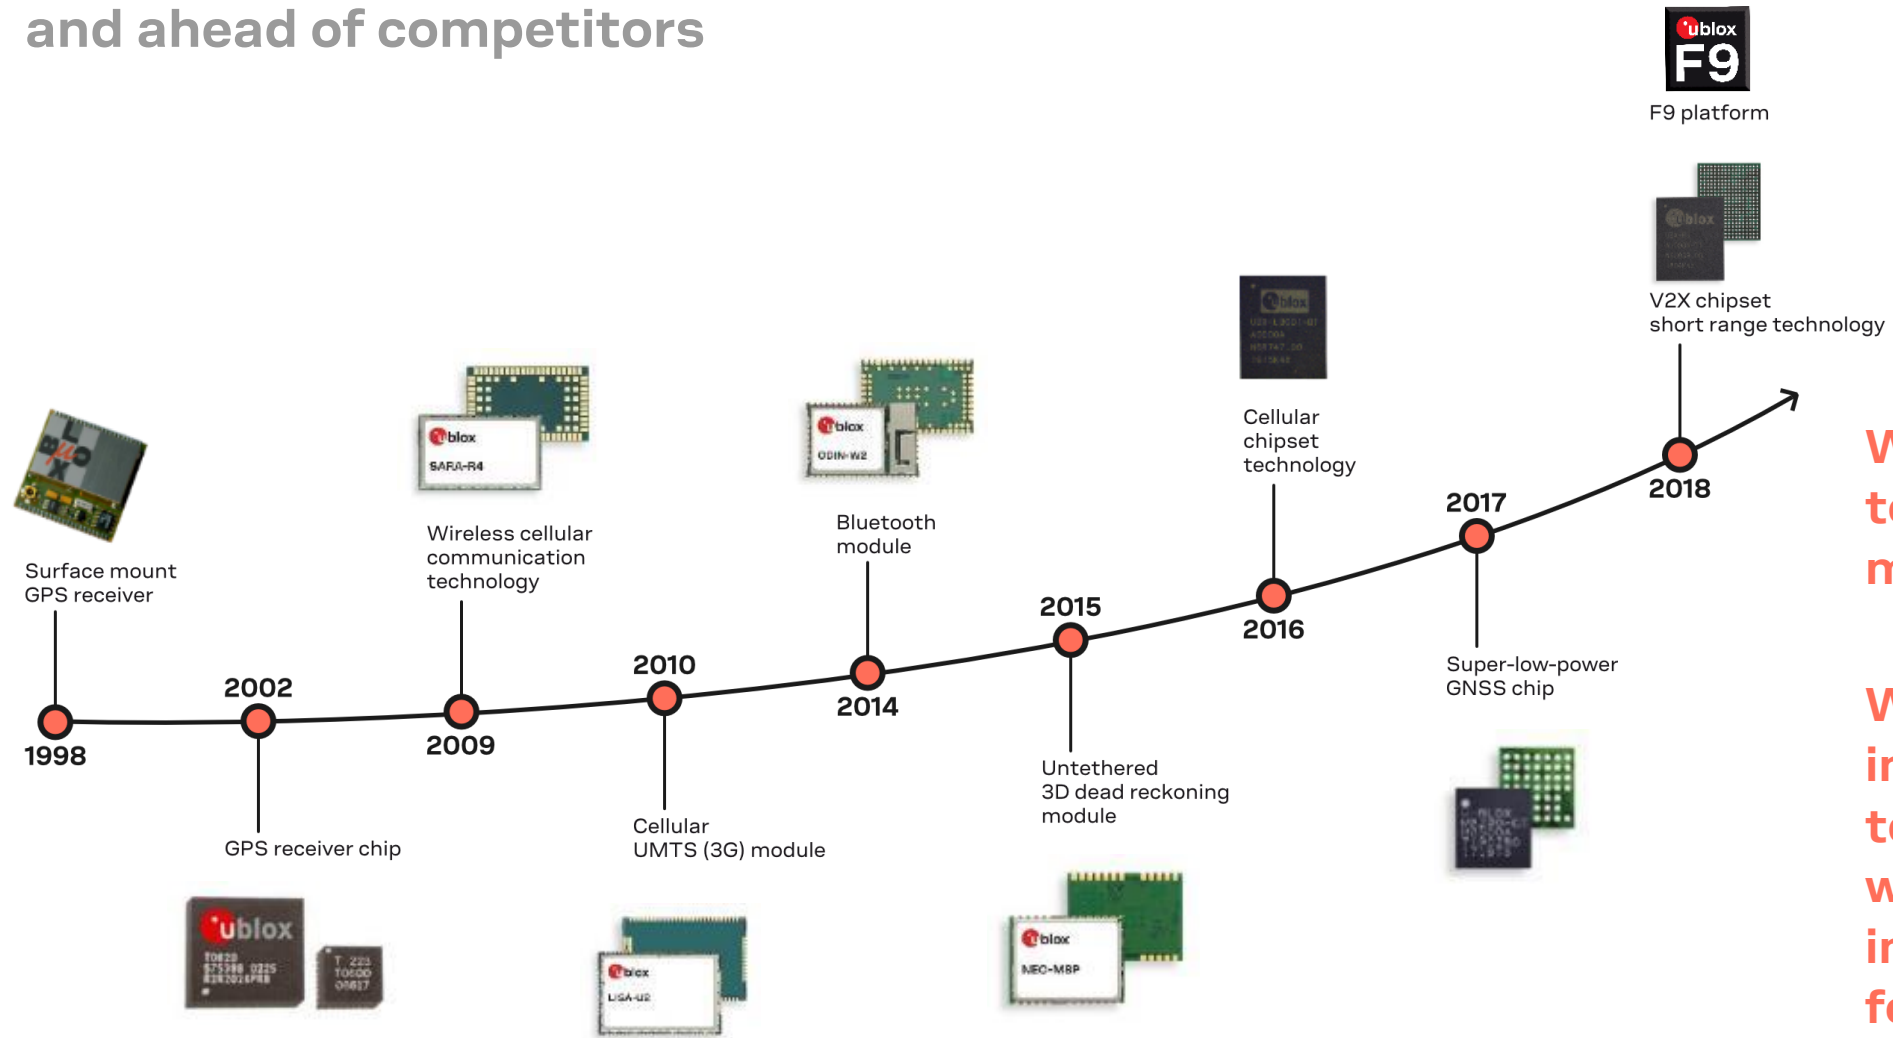 and ahead of competitors
ublox
F9
F9 platform
ublox
V2X chipset
short range technology
ublox
Cellular
chipset
technology
ublox
SARA-R4
Wireless cellular
communication
technology
ublox
ODIN-W2
Bluetooth
module
Surface mount
GPS receiver
1998
2002
2009
2010
2014
2015
2016
2017
2018
GPS receiver chip
ublox
Cellular
UMTS (3G) module
ublox
LISA-U2
Untethered
3D dead reckoning
module
ublox
NEO-M8P
Super-low-power
GNSS chip